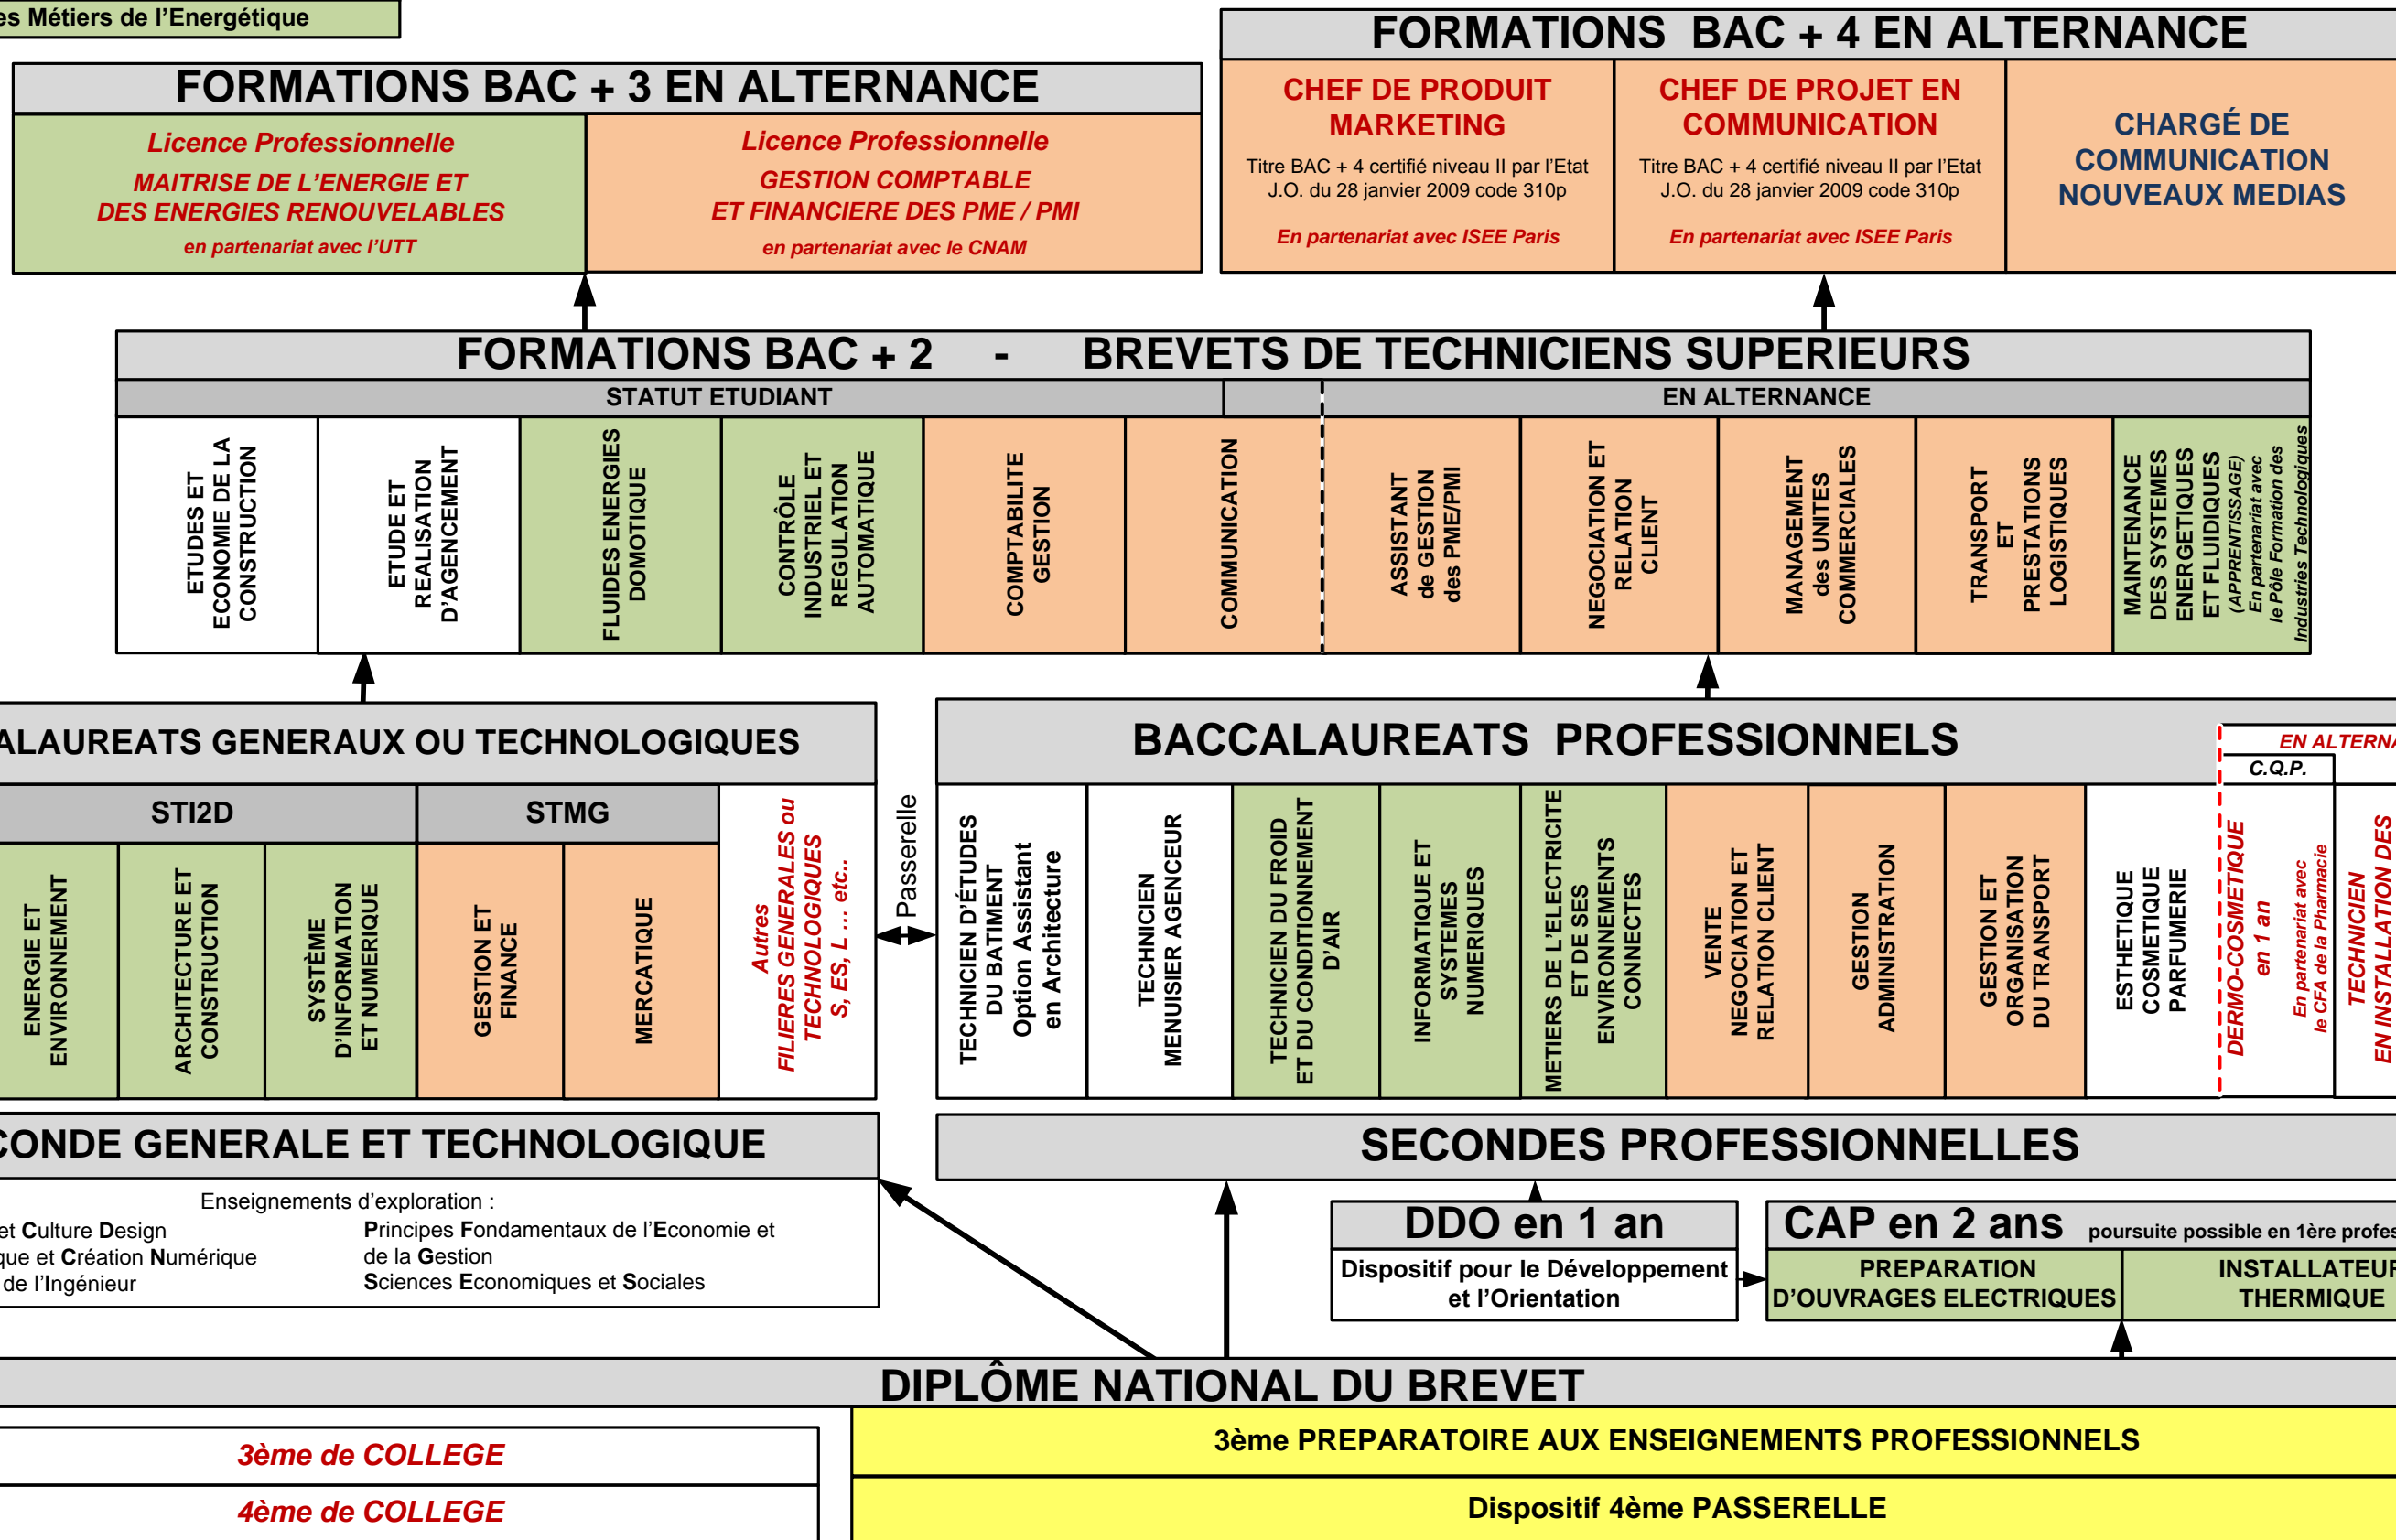 es Métiers de l'Energétique
FORMATIONS BAC + 4 EN ALTERNANCE
CHEF DE PRODUIT
MARKETING
Titre BAC + 4 certifié niveau II par l'Etat
J.O. du 28 janvier 2009 code 310p
En partenariat avec ISEE Paris
CHEF DE PROJET EN
COMMUNICATION
Titre BAC + 4 certifié niveau II par l'Etat
J.O. du 28 janvier 2009 code 310p
En partenariat avec ISEE Paris
CHARGÉ DE
COMMUNICATION
NOUVEAUX MEDIAS
FORMATIONS BAC + 3 EN ALTERNANCE
Licence Professionnelle
MAITRISE DE L'ENERGIE ET
DES ENERGIES RENOUVELABLES
en partenariat avec l'UTT
Licence Professionnelle
GESTION COMPTABLE
ET FINANCIERE DES PME / PMI
en partenariat avec le CNAM
FORMATIONS BAC + 2 - BREVETS DE TECHNICIENS SUPERIEURS
STATUT ETUDIANT
EN ALTERNANCE
ETUDES ET
ECONOMIE DE LA
CONSTRUCTION
ETUDE ET
REALISATION
D'AGENCEMENT
FLUIDES ENERGIES
DOMOTIQUE
CONTRÔLE
INDUSTRIEL ET
REGULATION
AUTOMATIQUE
COMPTABILITE
GESTION
COMMUNICATION
ASSISTANT
de GESTION
des PME/PMI
NEGOCIATION ET
RELATION
CLIENT
MANAGEMENT
des UNITES
COMMERCIALES
TRANSPORT
ET
PRESTATIONS
LOGISTIQUES
MAINTENANCE
DES SYSTEMES
ENERGETIQUES
ET FLUIDIQUES
(APPRENTISSAGE)
En partenariat avec
le Pôle Formation des
Industries Technologiques
ALAUREATS GENERAUX OU TECHNOLOGIQUES
STI2D
STMG
ENERGIE ET
ENVIRONNEMENT
ARCHITECTURE ET
CONSTRUCTION
SYSTÈME
D'INFORMATION
ET NUMERIQUE
GESTION ET
FINANCE
MERCATIQUE
Autres
FILIERES GENERALES ou
TECHNOLOGIQUES
S, ES, L ... etc..
Passerelle
BACCALAUREATS PROFESSIONNELS
EN ALTERNA
C.Q.P.
TECHNICIEN D'ÉTUDES
DU BATIMENT
Option Assistant
en Architecture
TECHNICIEN
MENUISIER AGENCEUR
TECHNICIEN DU FROID
ET DU CONDITIONNEMENT
D'AIR
INFORMATIQUE ET
SYSTEMES
NUMERIQUES
METIERS DE L'ELECTRICITE
ET DE SES
ENVIRONNEMENTS
CONNECTES
VENTE
NEGOCIATION ET
RELATION CLIENT
GESTION
ADMINISTRATION
GESTION ET
ORGANISATION
DU TRANSPORT
ESTHETIQUE
COSMETIQUE
PARFUMERIE
DERMO-COSMETIQUE
en 1 an
En partenariat avec
le CFA de la Pharmacie
TECHNICIEN
EN INSTALLATION DES
CONDE GENERALE ET TECHNOLOGIQUE
Enseignements d'exploration :
et Culture Design
que et Création Numérique
de l'Ingénieur
Principes Fondamentaux de l'Economie et
de la Gestion
Sciences Economiques et Sociales
SECONDES PROFESSIONNELLES
DDO en 1 an
Dispositif pour le Développement
et l'Orientation
CAP en 2 ans poursuite possible en 1ère profes
PREPARATION
D'OUVRAGES ELECTRIQUES
INSTALLATEUR
THERMIQUE
DIPLÔME NATIONAL DU BREVET
3ème de COLLEGE
4ème de COLLEGE
3ème PREPARATOIRE AUX ENSEIGNEMENTS PROFESSIONNELS
Dispositif 4ème PASSERELLE